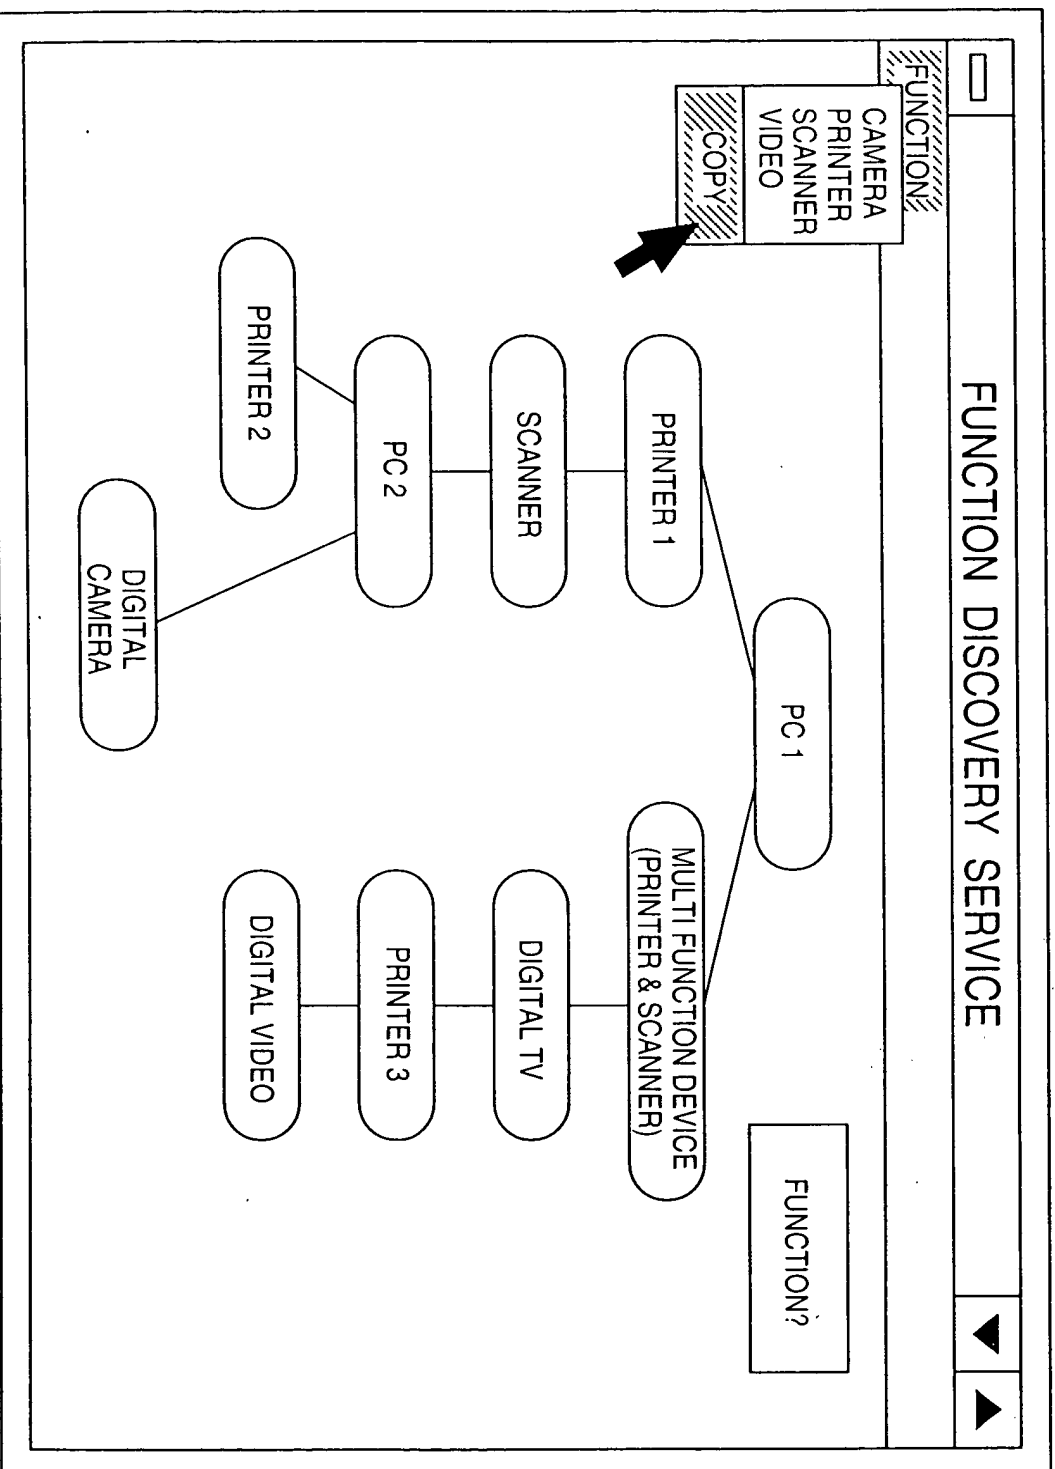 FUNCTION DISCOVERY SERVICE
FUNCTION
CAMERA
PRINTER
SCANNER
VIDEO
COPY
FUNCTION?
PC 1
PRINTER 1
MULTI FUNCTION DEVICE
(PRINTER & SCANNER)
SCANNER
DIGITAL TV
PC 2
PRINTER 3
PRINTER 2
DIGITAL VIDEO
DIGITAL
CAMERA